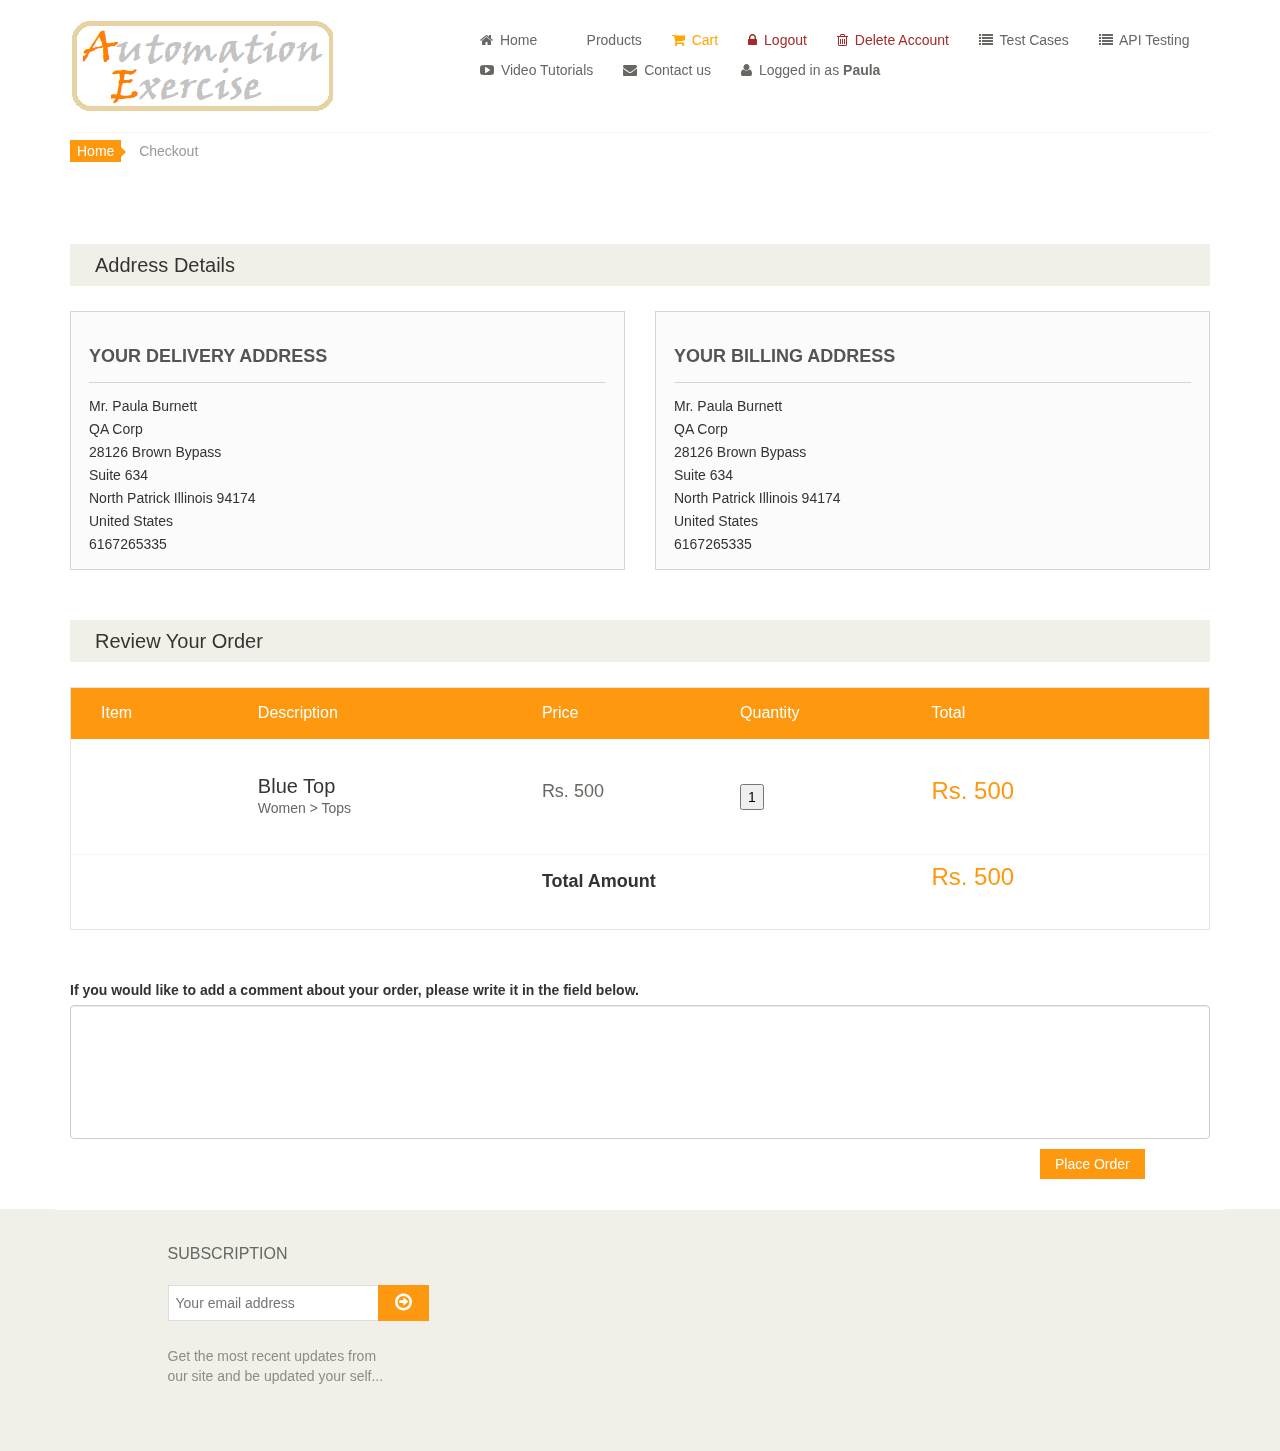 Automation
Exercise
Home Products Cart Logout Delete Account Test Cases API Testing
Video Tutorials Contact us Logged in as Paula
Home Checkout
Address Details
YOUR DELIVERY ADDRESS
Mr. Paula Burnett
QA Corp
28126 Brown Bypass
Suite 634
North Patrick Illinois 94174
United States
6167265335
YOUR BILLING ADDRESS
Mr. Paula Burnett
QA Corp
28126 Brown Bypass
Suite 634
North Patrick Illinois 94174
United States
6167265335
Review Your Order
Item Description Price Quantity Total
Blue Top
Women > Tops
Rs. 500
1
Rs. 500
Total Amount Rs. 500
If you would like to add a comment about your order, please write it in the field below.
Place Order
SUBSCRIPTION
Your email address
Get the most recent updates from
our site and be updated your self...